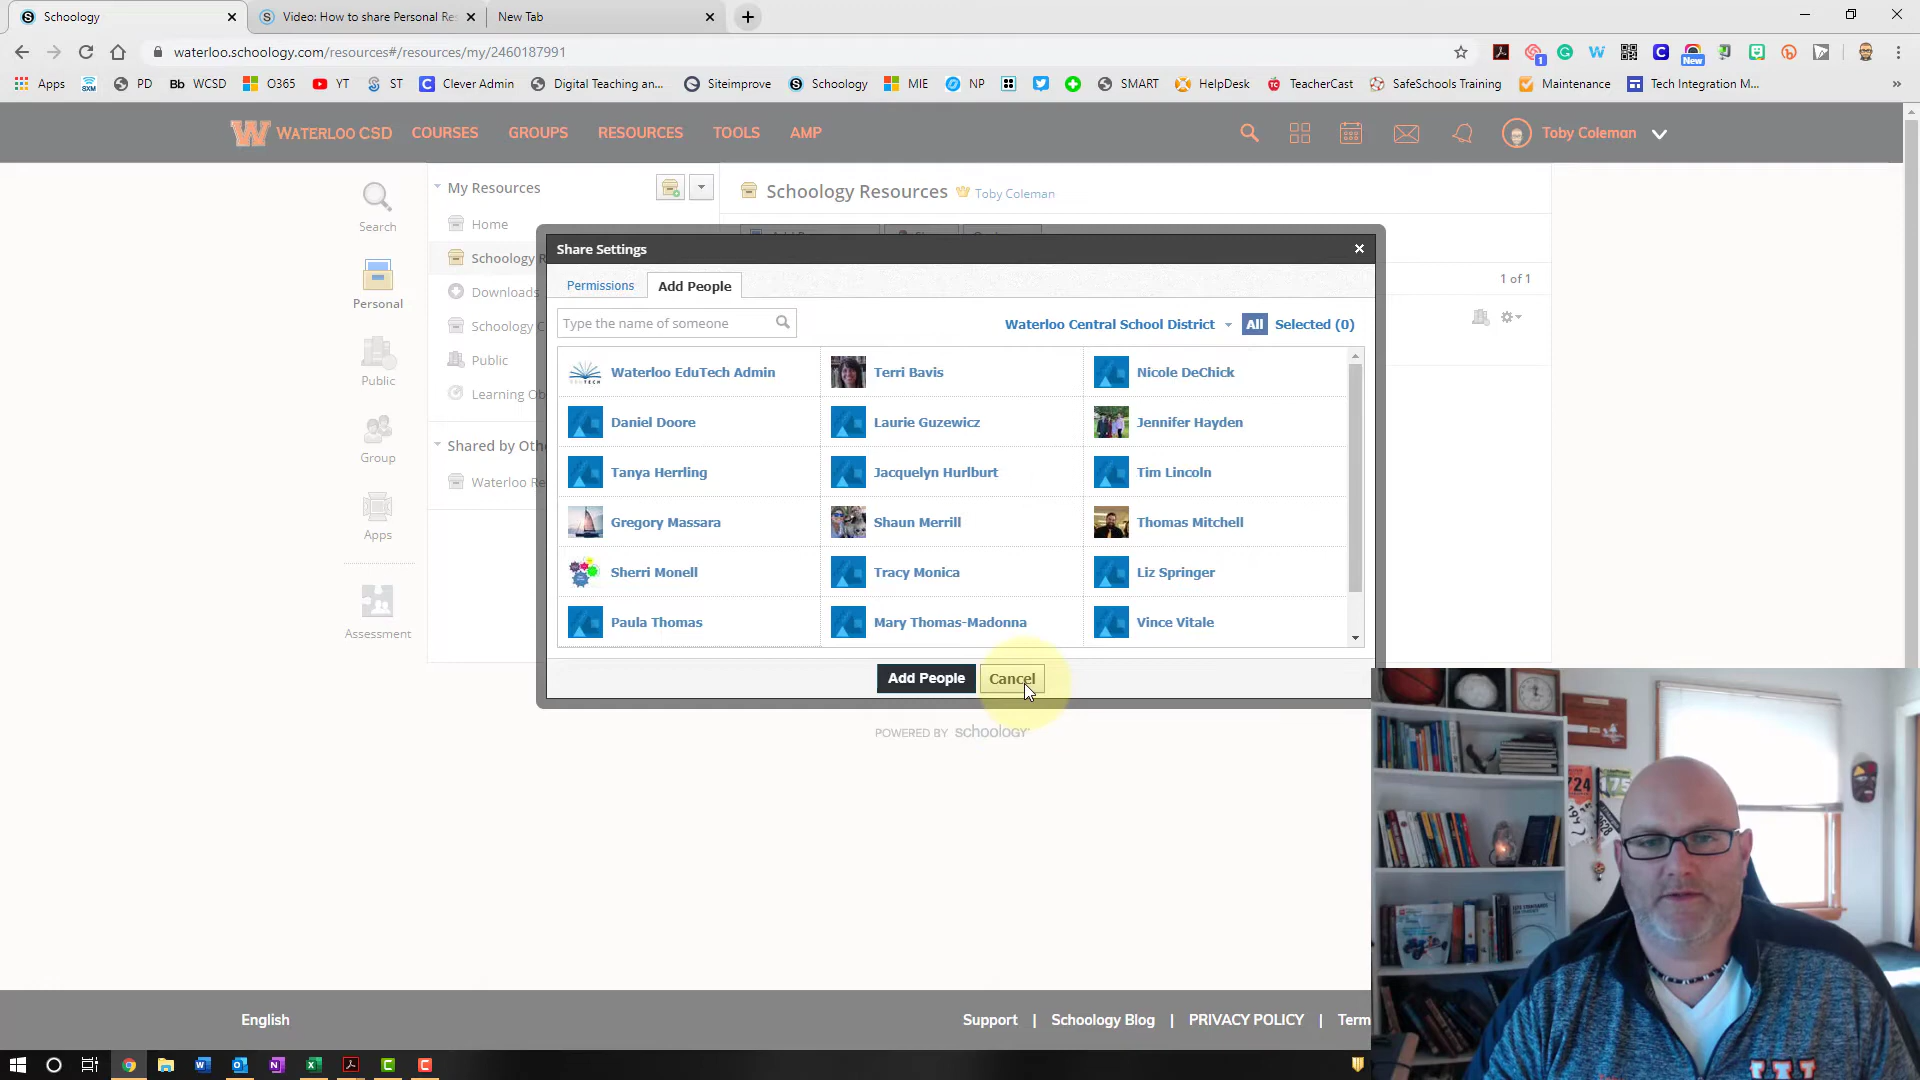 Schoology
Video: How to share Personal Res
New Tab
waterloo.schoology.com/resources#/resources/my/2460187991
1
New
Apps
SXM
PD
Bb WCSD
O365
YT
ST
Clever Admin
Digital Teaching an...
Siteimprove
Schoology
MIE
NP
SMART
HelpDesk
TeacherCast
SafeSchools Training
Maintenance
Tech Integration M...
WATERLOO CSD
COURSES
GROUPS
RESOURCES
TOOLS
AMP
Toby Coleman
Search
Personal
Public
Group
Apps
Assessment
My Resources
Home
Schoology R
Downloads
Schoology C
Public
Learning Ob
Shared by Oth
Waterloo Re
Schoology Resources
Toby Coleman
1 of 1
Share Settings
Permissions
Add People
Type the name of someone
Waterloo Central School District
All
Selected (0)
Waterloo EduTech Admin
Terri Bavis
Nicole DeChick
Daniel Doore
Laurie Guzewicz
Jennifer Hayden
Tanya Herrling
Jacquelyn Hurlburt
Tim Lincoln
Gregory Massara
Shaun Merrill
Thomas Mitchell
Sherri Monell
Tracy Monica
Liz Springer
Paula Thomas
Mary Thomas-Madonna
Vince Vitale
Add People
Cancel
POWERED BY schoology
English
Support | Schoology Blog | PRIVACY POLICY | Term